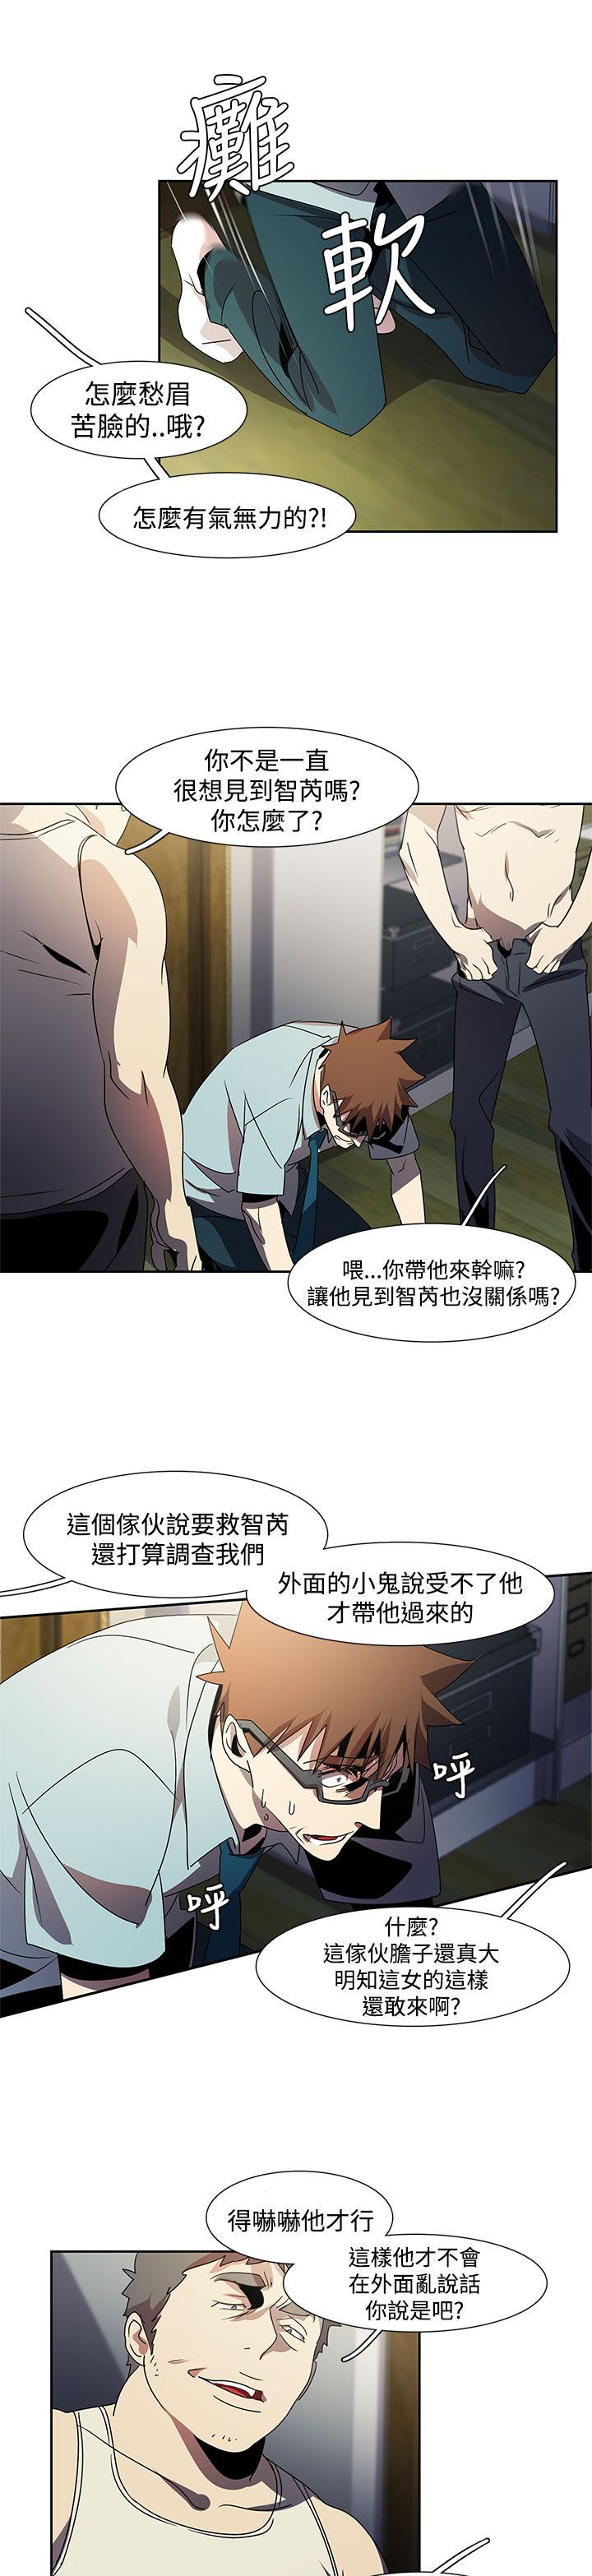 癱
軟
怎麼愁眉
苦臉的..哦?
怎麼有氣無力的?!
你不是一直
很想見到智芮嗎?
你怎麼了?
喂...你帶他來幹嘛?
讓他見到智芮也沒關係嗎?
這個傢伙說要救智芮
還打算調查我們
外面的小鬼說受不了他
才帶他過來的
呼
呼
什麼?
這傢伙膽子還真大
明知這女的這樣
還敢來啊?
得嚇嚇他才行
這樣他才不會
在外面亂說話
你說是吧?